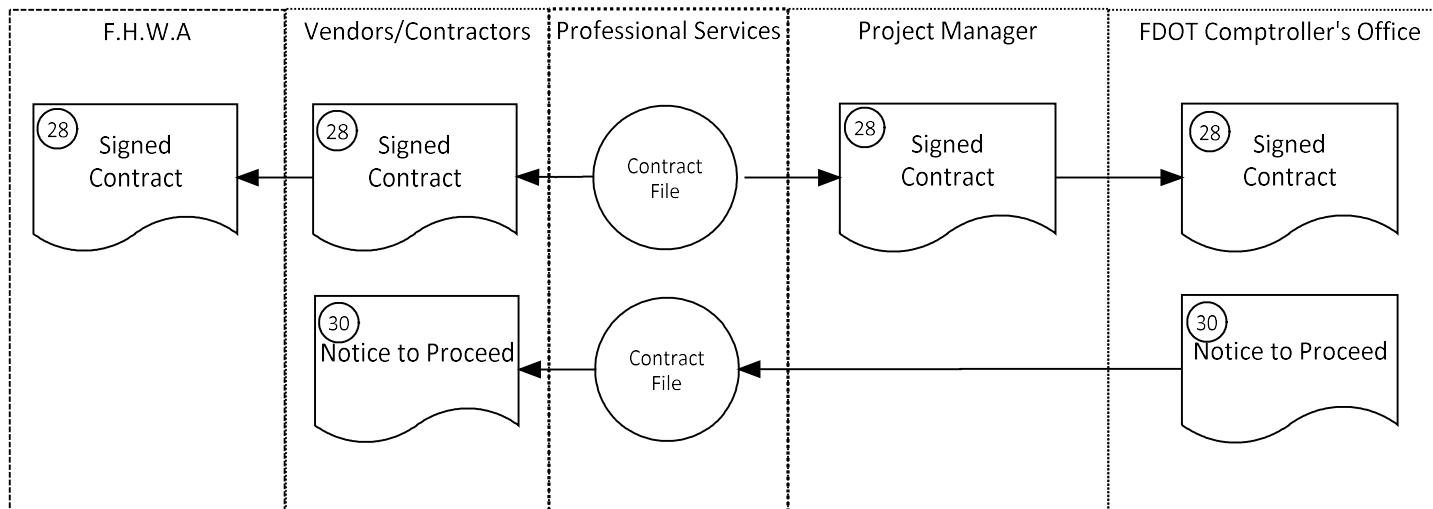 F.H.W.A
Vendors/Contractors
Professional Services
Project Manager
FDOT Comptroller's Office
28
Signed
Contract
28
Signed
Contract
Contract
File
28
Signed
Contract
28
Signed
Contract
30
Notice to Proceed
Contract
File
30
Notice to Proceed